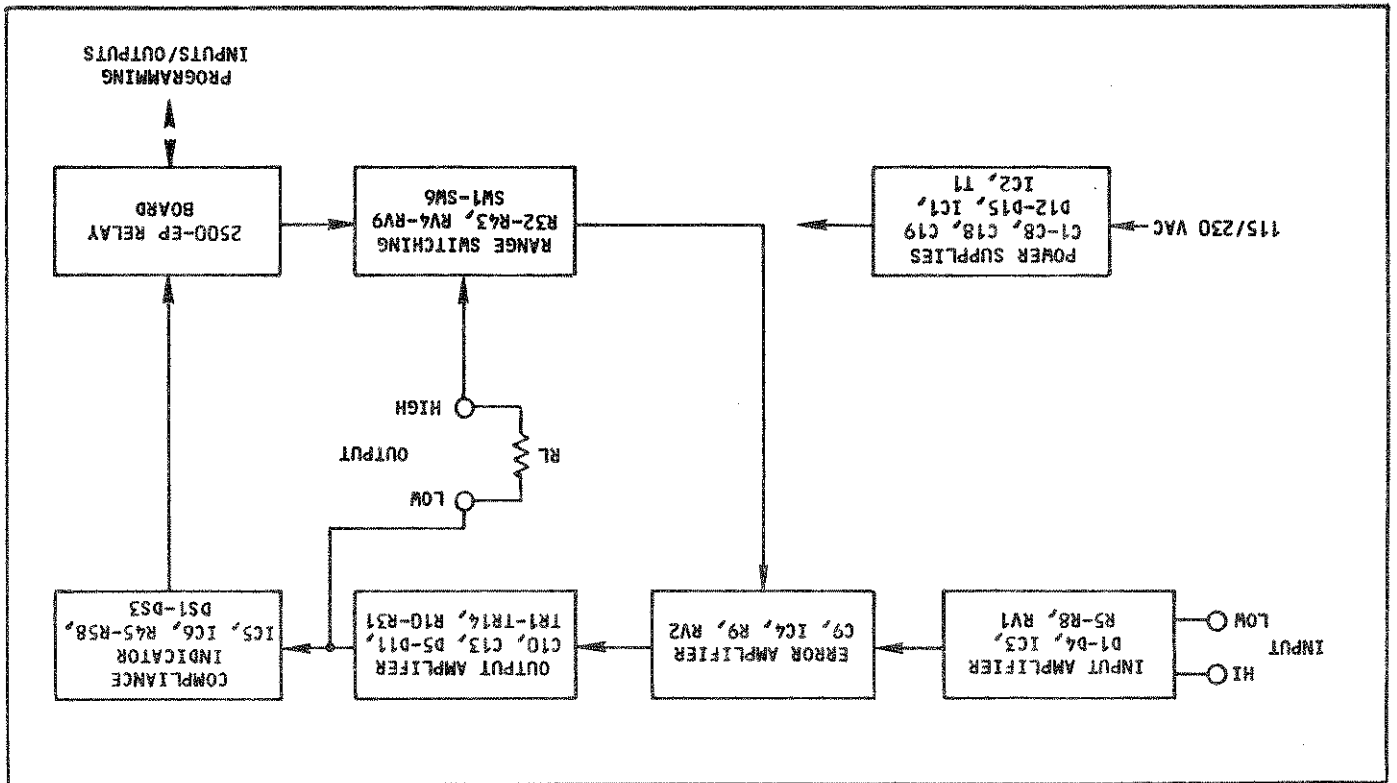 HI
INPUT
LOW
INPUT AMPLIFIER
D1-D4, IC3,
R5-R8, RV1
ERROR AMPLIFIER
C9, IC4, R9, RV2
OUTPUT AMPLIFER
C10, C13, D5-D11,
TR1-TR14, R10-R31
COMPLIANCE
INDICATOR
IC5, IC6, R45-R58,
DS1-DS3
LOW
RL
OUTPUT
HIGH
115/230 VAC
POWER SUPPLIES
C1-C8, C18, C19
D12-D15, IC1,
IC2, T1
RANGE SWITCHING
R32-R43, RV4-RV9
SW1-SW6
2500-EP RELAY
BOARD
PROGRAMMING
INPUTS/OUTPUTS